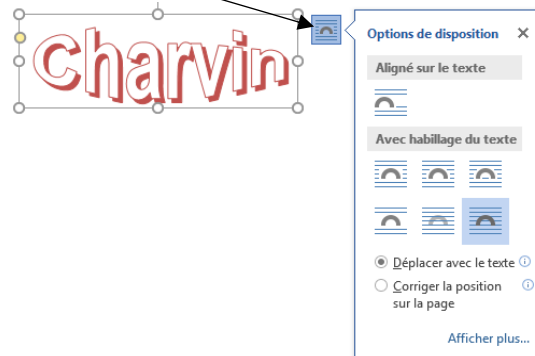 Charvin
Options de disposition
Aligné sur le texte
Avec habillage du texte
Déplacer avec le texte
Corriger la position
sur la page
Afficher plus...